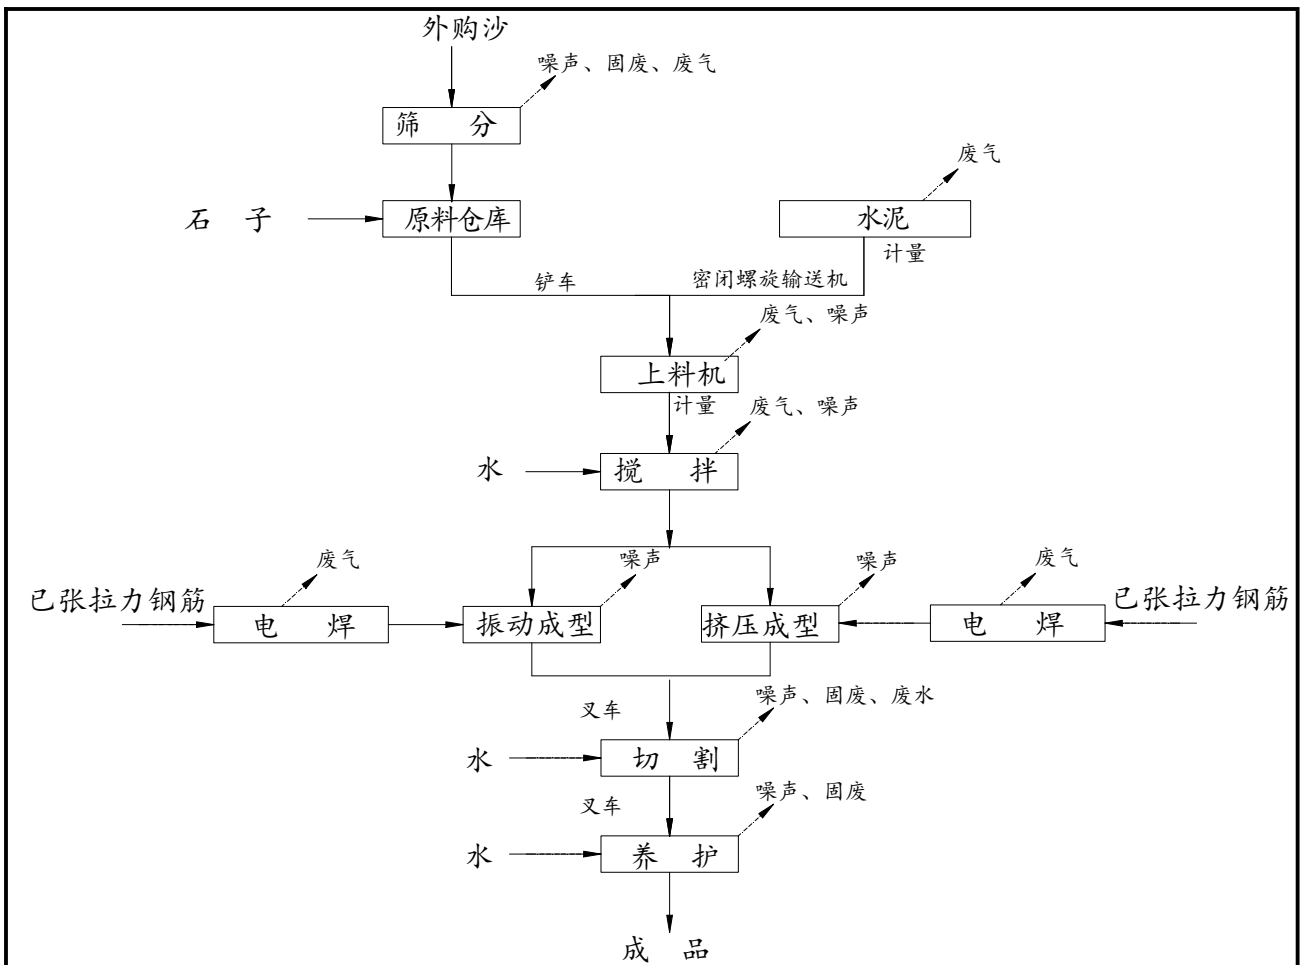 外购沙
噪声、固废、废气
筛 分
废气
石 子
原料仓库
水泥
计量
铲车
密闭螺旋输送机
废气、噪声
上料机
计量
废气、噪声
水
搅 拌
废气
噪声
噪声
废气
已张拉力钢筋
电 焊
振动成型
挤压成型
电 焊
已张拉力钢筋
噪声、固废、废水
叉车
水
切 割
噪声、固废
叉车
水
养 护
成 品